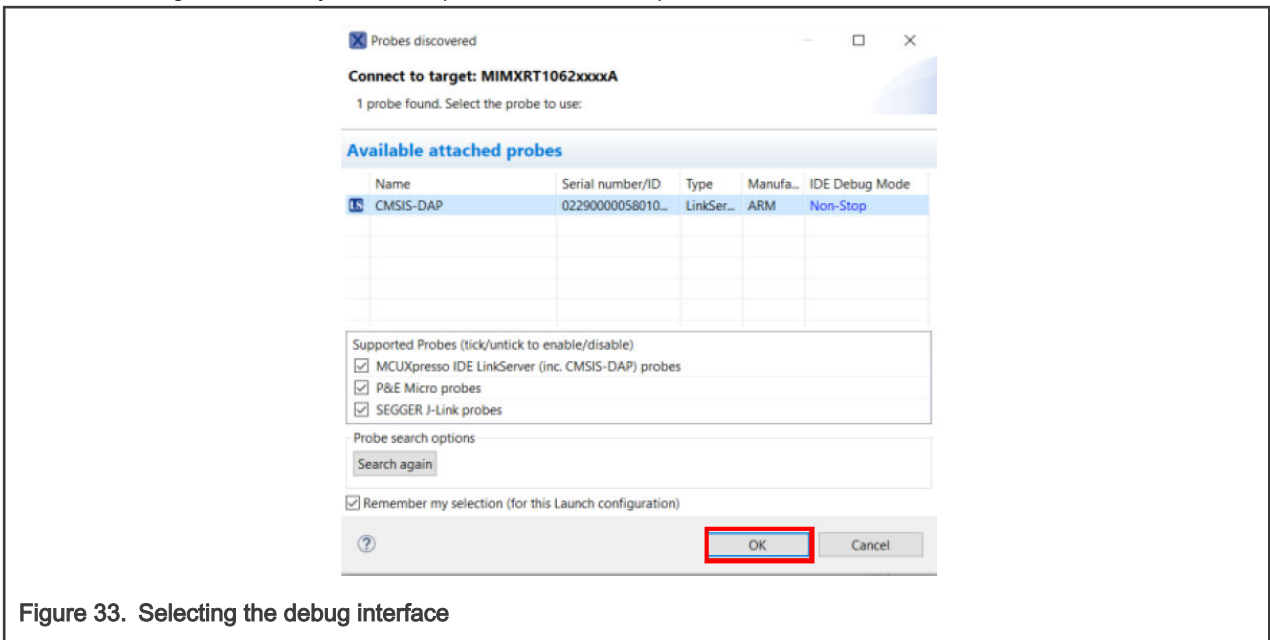 Probes discovered
Connect to target: MIMXRT1062xxxxA
1 probe found. Select the probe to use:
Available attached probes
Name Serial number/ID Type Manufa... IDE Debug Mode
LS CMSIS-DAP 02290000058010... LinkSer... ARM Non-Stop
Supported Probes (tick/untick to enable/disable)
MCUXpresso IDE LinkServer (inc. CMSIS-DAP) probes
P&E Micro probes
SEGGER J-Link probes
Probe search options
Search again
Remember my selection (for this Launch configuration)
? OK Cancel
Figure 33. Selecting the debug interface